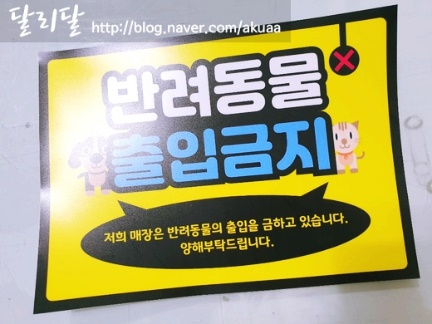 달리달 http://blog.naver.com/akuaa
반려동물
출입금지
저희 매장은 반려동물의 출입을 금하고 있습니다.
양해부탁드립니다.